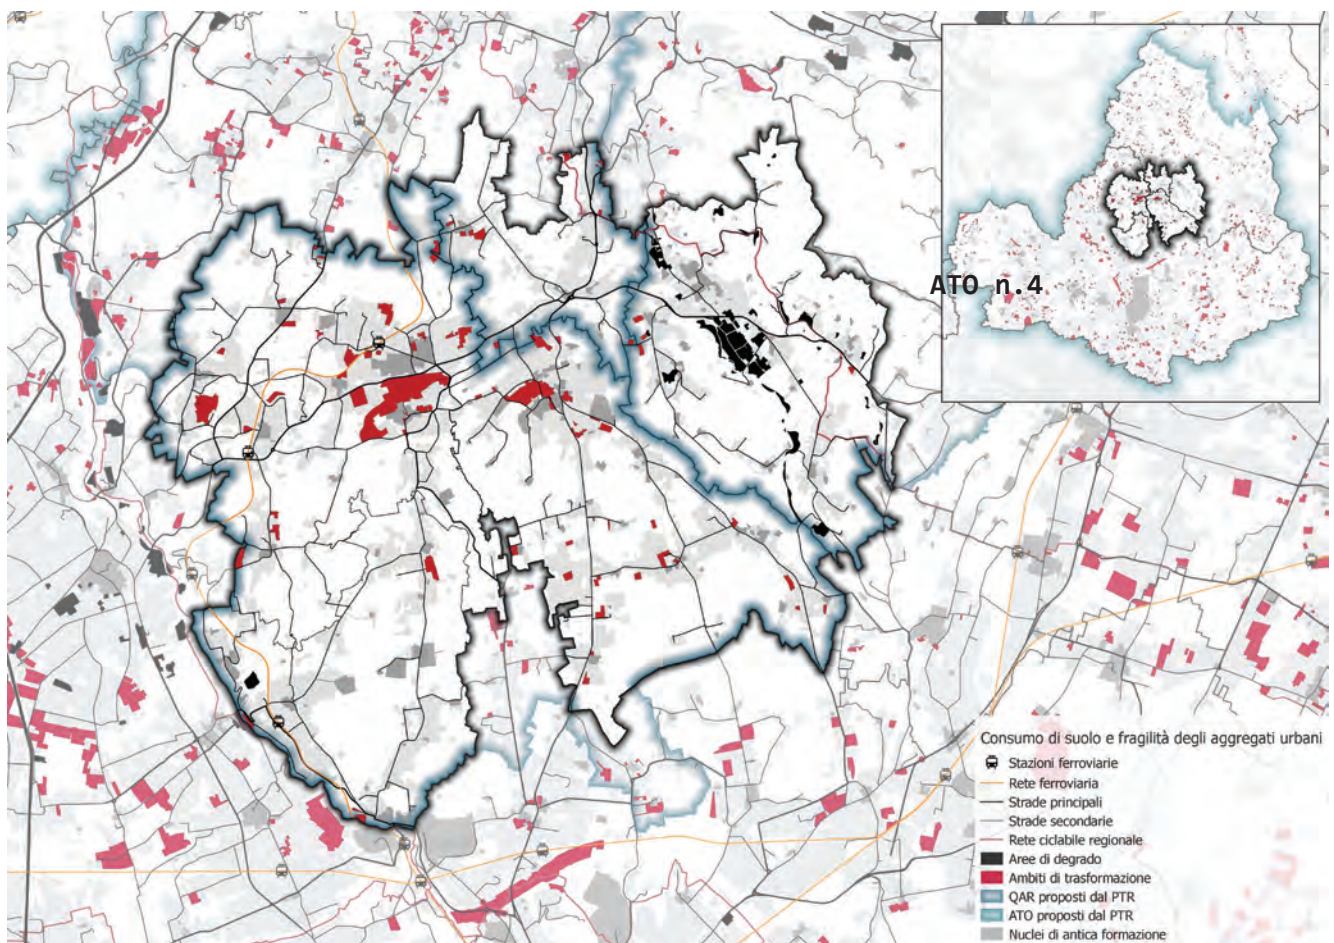 ATO n.4
Consumo di suolo e fragilità degli aggregati urbani
Stazioni ferroviarie
Rete ferroviaria
Strade principali
Strade secondarie
Rete ciclabile regionale
Aree di degrado
Ambiti di trasformazione
QAR proposti dal PTR
ATO proposti dal PTR
Nuclei di antica formazione